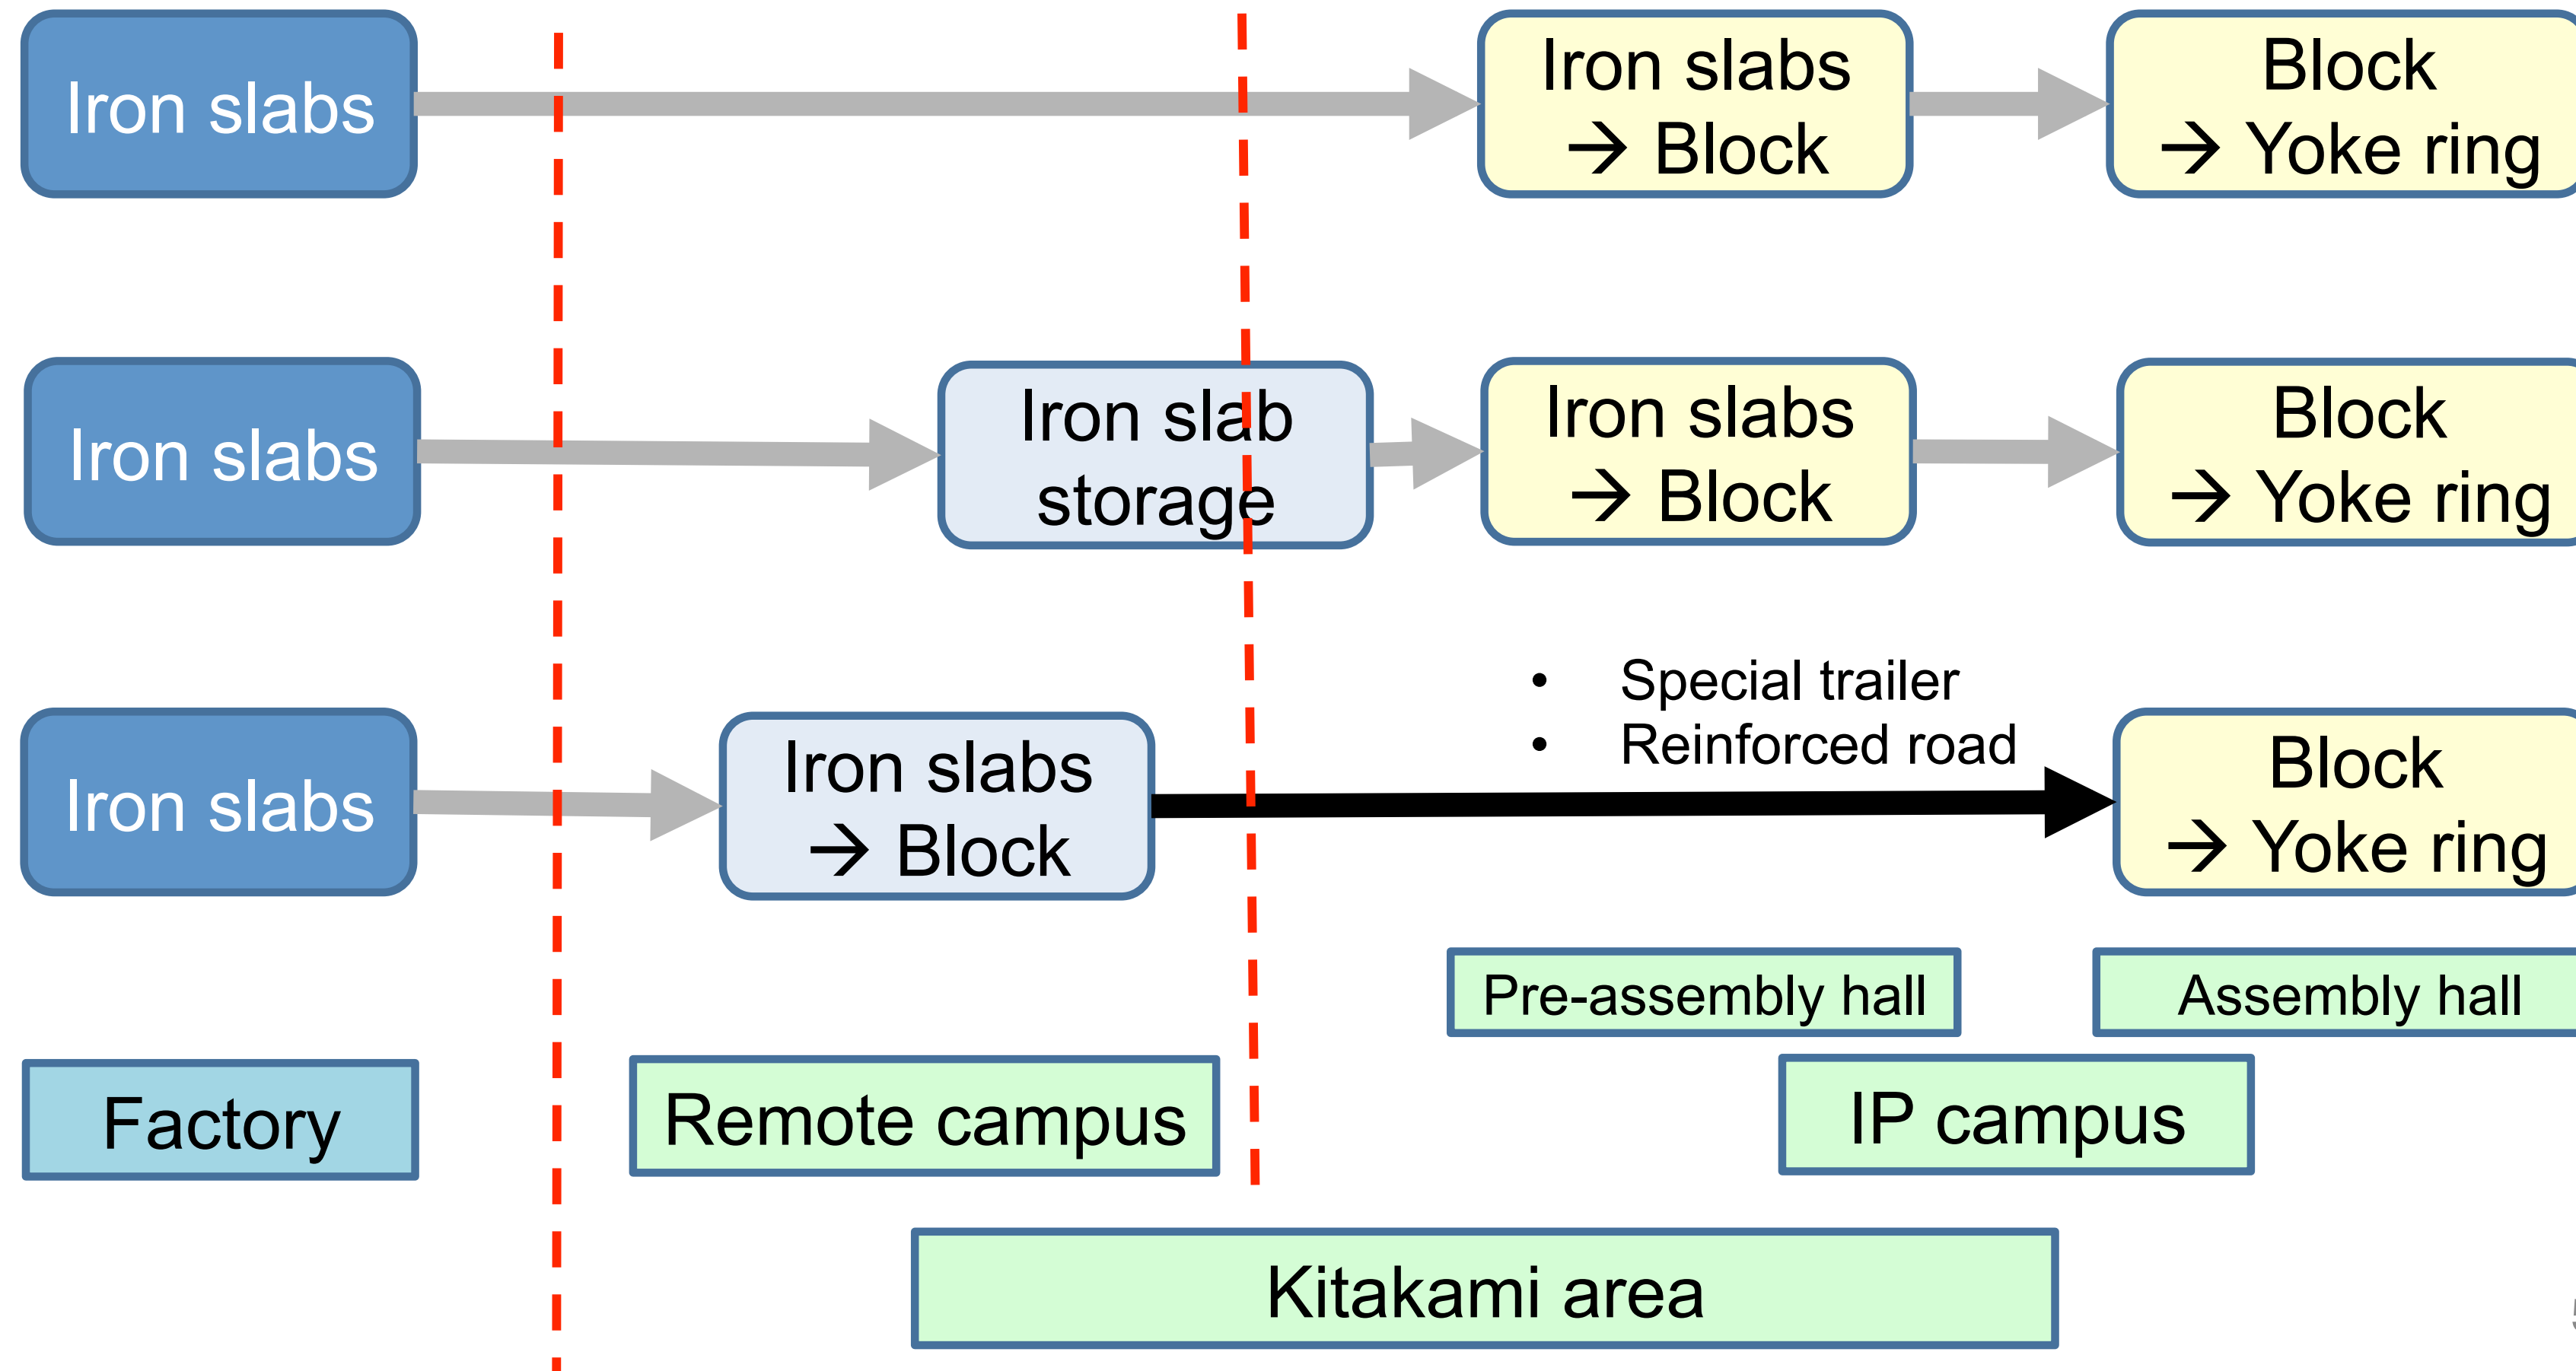 Iron slabs
Iron slabs
→ Block
Block
→ Yoke ring
Iron slabs
Iron slab
storage
Iron slabs
→ Block
Block
→ Yoke ring
• Special trailer
• Reinforced road
Iron slabs
Iron slabs
→ Block
Block
→ Yoke ring
Pre-assembly hall
Assembly hall
Factory
Remote campus
IP campus
Kitakami area